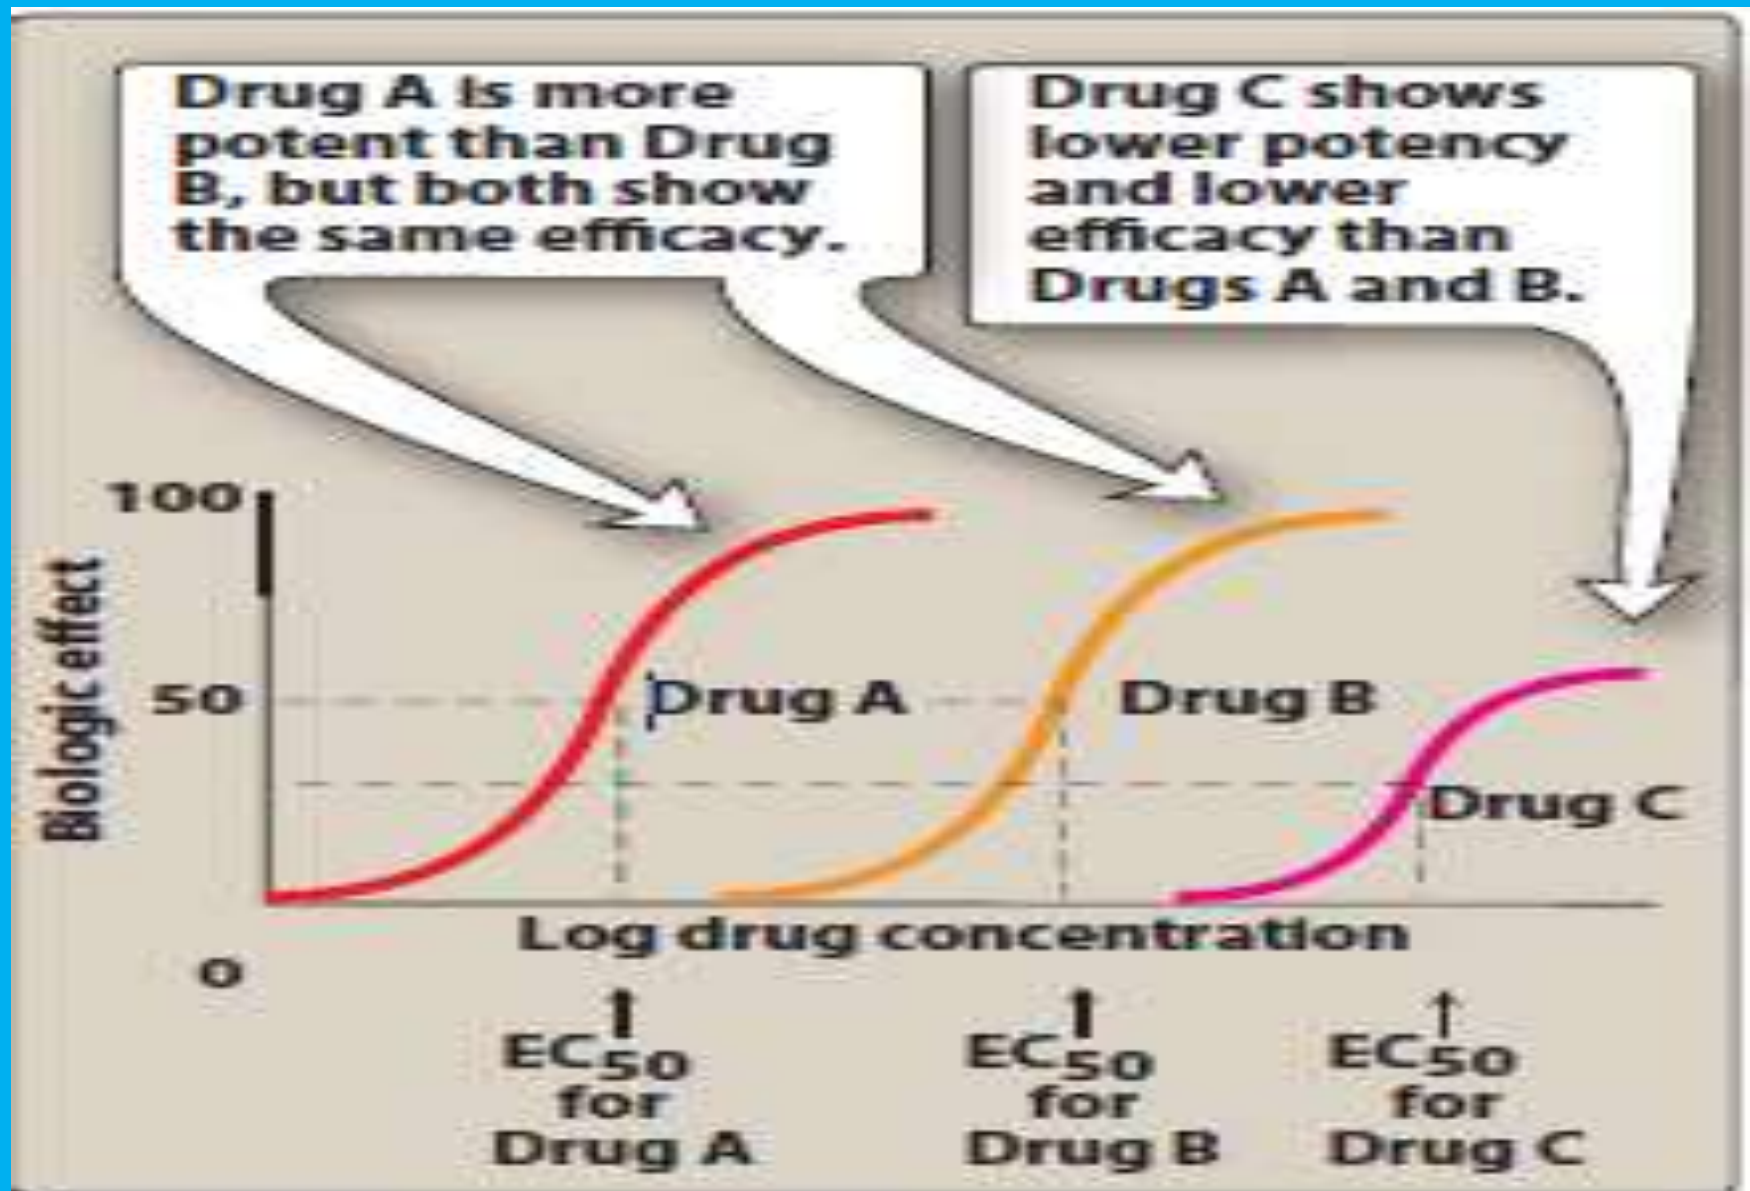 Drug A is more
potent than Drug
B, but both show
the same efficacy.
Drug C shows
lower potency
and lower
efficacy than
Drugs A and B.
100
50
0
Biologic effect
Drug A
Drug B
Drug C
Log drug concentration
EC50
for
Drug A
EC50
for
Drug B
EC50
for
Drug C